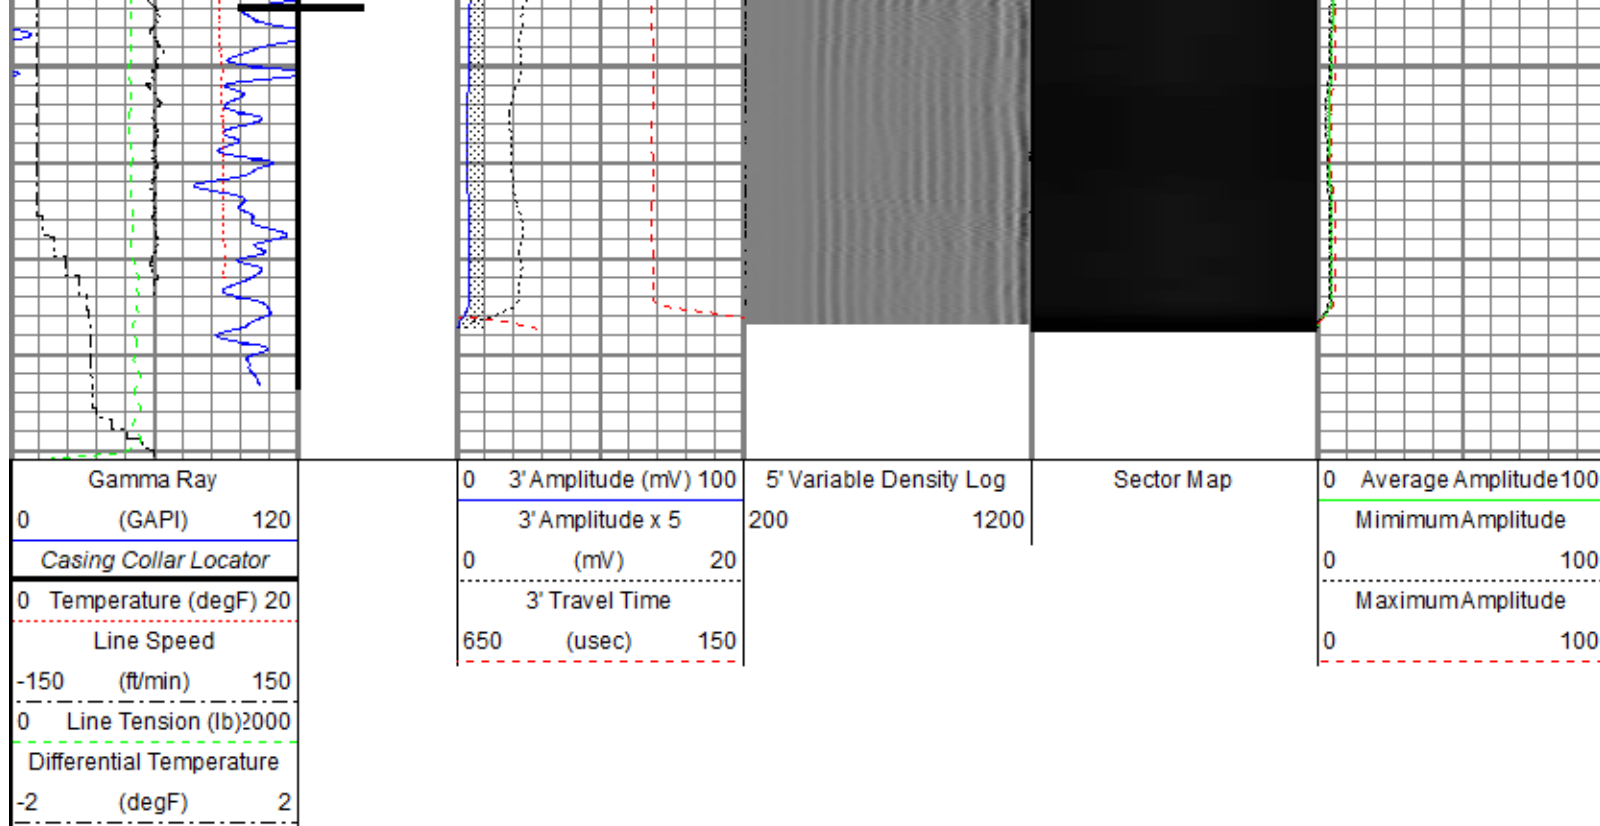 Gamma Ray
0 (GAPI) 120
Casing Collar Locator
0 Temperature (degF) 20
Line Speed
-150 (ft/min) 150
0 Line Tension (lb) 2000
Differential Temperature
-2 (degF) 2
0 3' Amplitude (mV) 100
3' Amplitude x 5
0 (mV) 20
3' Travel Time
650 (usec) 150
5' Variable Density Log
200 1200
Sector Map
0 Average Amplitude 100
Mimimum Amplitude
0 100
Maximum Amplitude
0 100